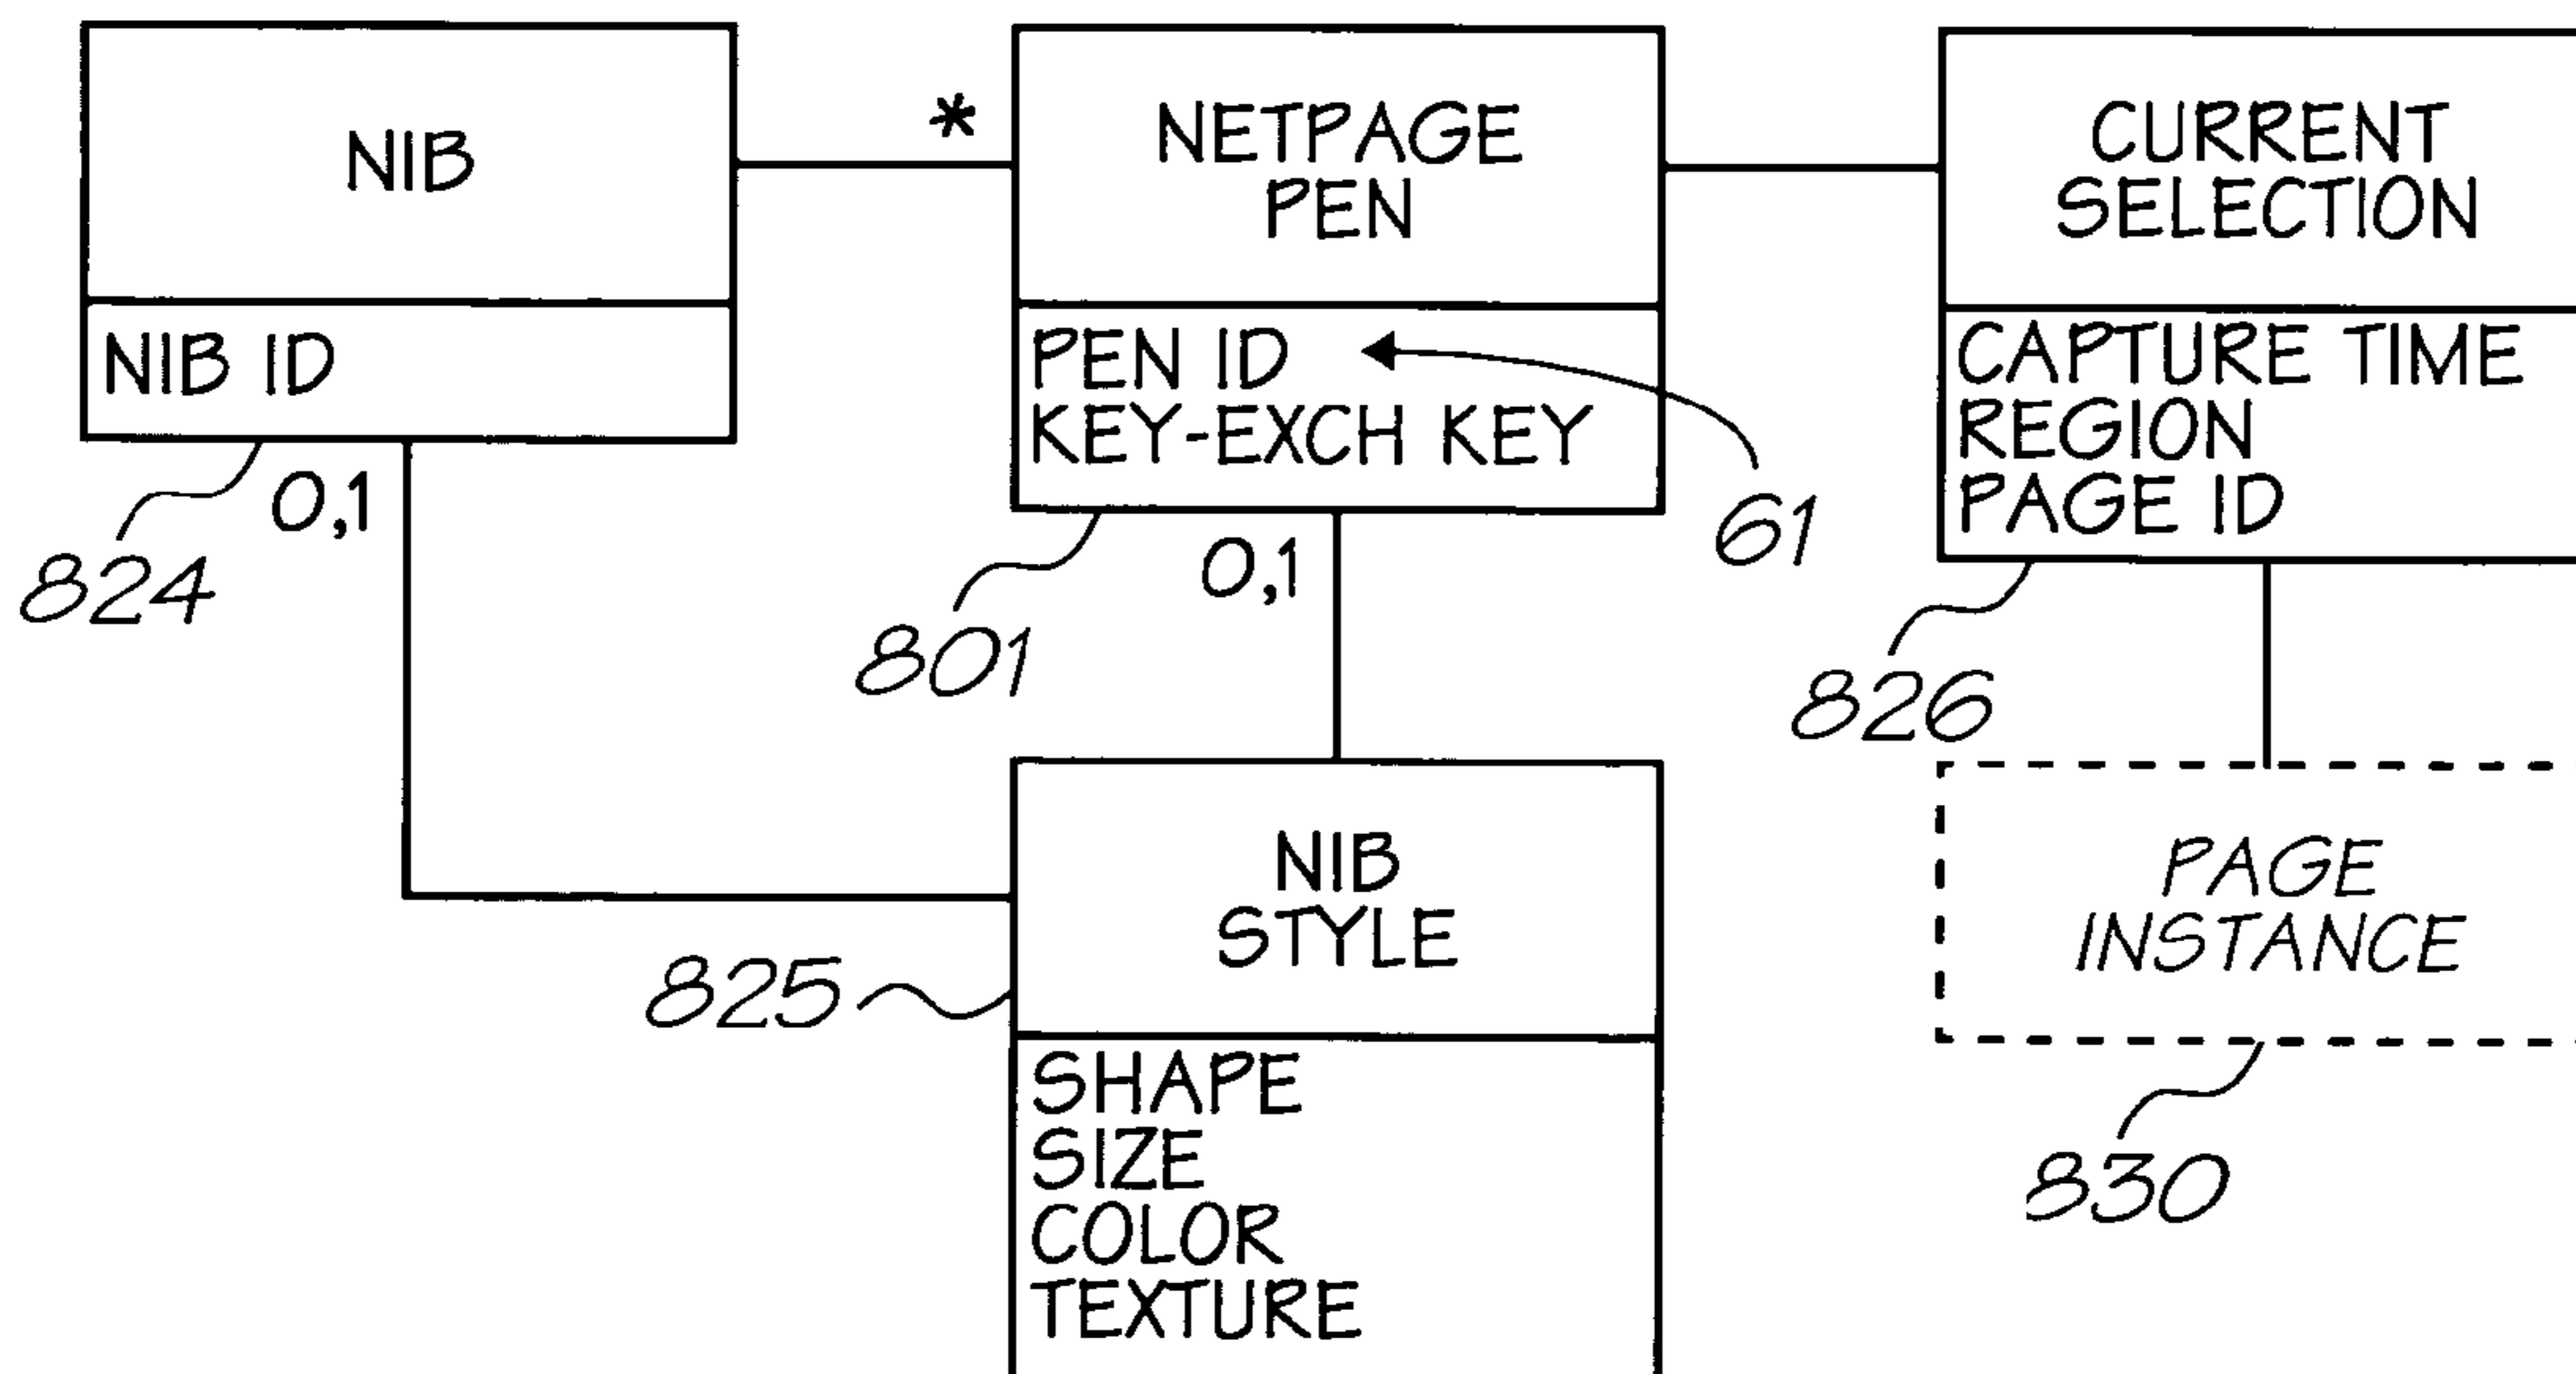 NIB
NIB ID
824
0,1
*
NETPAGE
PEN
PEN ID
KEY-EXCH KEY
61
801
0,1
CURRENT
SELECTION
CAPTURE TIME
REGION
PAGE ID
826
NIB
STYLE
825
SHAPE
SIZE
COLOR
TEXTURE
PAGE
INSTANCE
830